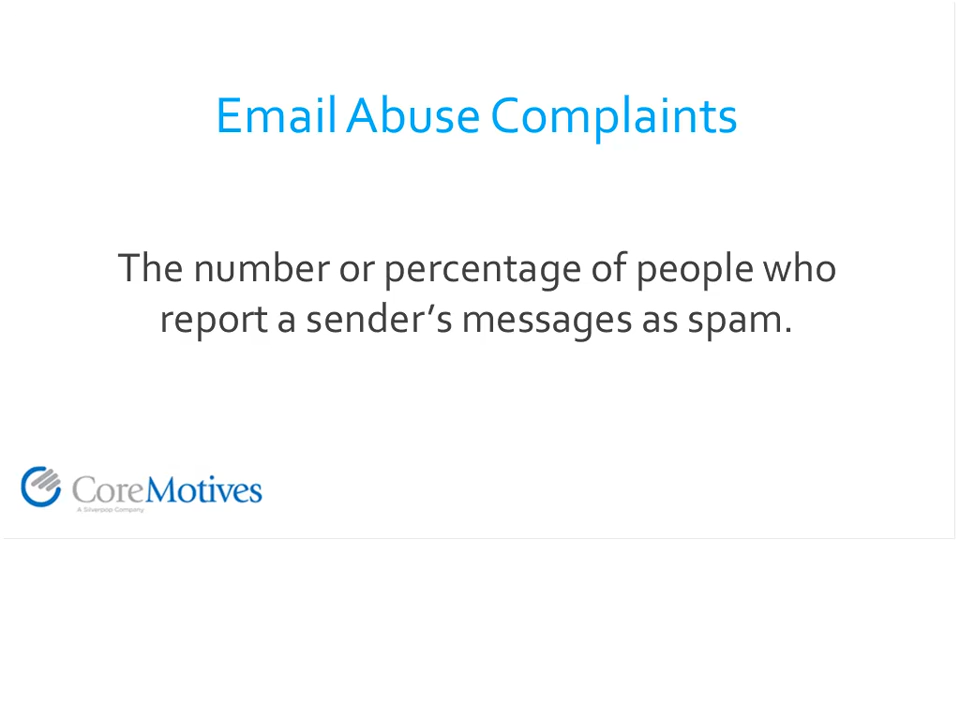 Email Abuse Complaints
The number or percentage of people who
report a sender’s messages as spam.
CoreMotives
A Silverpop Company